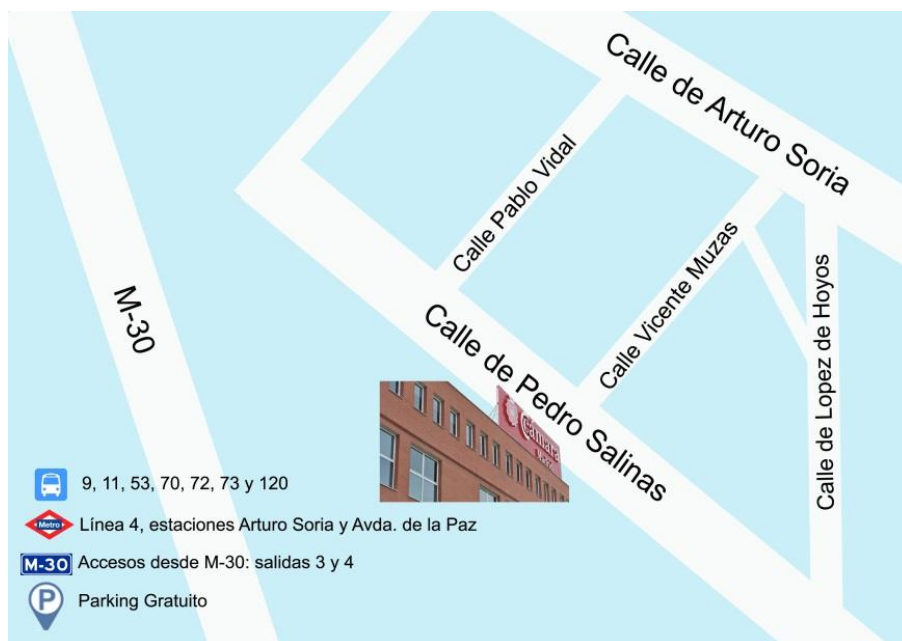 Calle de Arturo Soria
Calle Pablo Vidal
Calle Vicente Muzas
Calle de Lopez de Hoyos
M-30
Calle de Pedro Salinas
Cámara
9, 11, 53, 70, 72, 73 y 120
Metro
Línea 4, estaciones Arturo Soria y Avda. de la Paz
M-30
Accesos desde M-30: salidas 3 y 4
P
Parking Gratuito